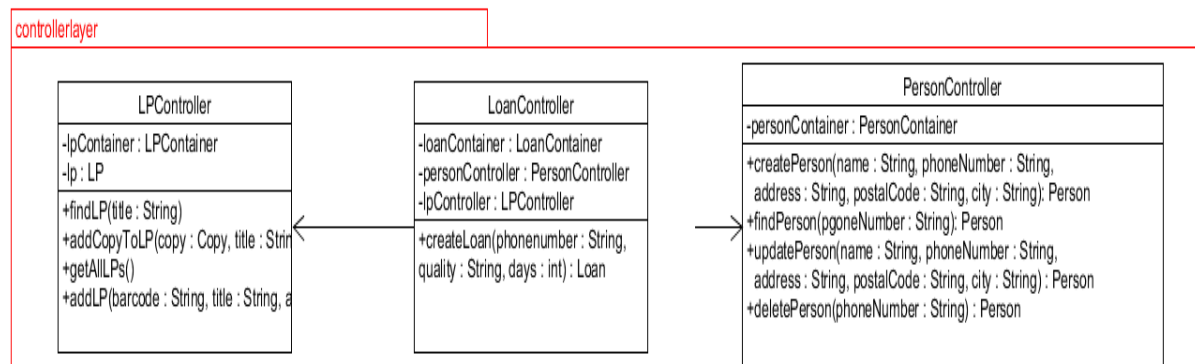 controllerlayer
LPController
-lpContainer : LPContainer
-lp : LP
+findLP(title : String)
+addCopyToLP(copy : Copy, title : Strin
+getAllLPs()
+addLP(barcode : String, title : String, a
LoanController
-loanContainer : LoanContainer
-personController : PersonController
-lpController : LPController
+createLoan(phonenumber : String,
quality : String, days : int) : Loan
PersonController
-personContainer : PersonContainer
+createPerson(name : String, phoneNumber : String,
address : String, postalCode : String, city : String): Person
+findPerson(pgoneNumber : String): Person
+updatePerson(name : String, phoneNumber : String,
address : String, postalCode : String, city : String) : Person
+deletePerson(phoneNumber : String) : Person